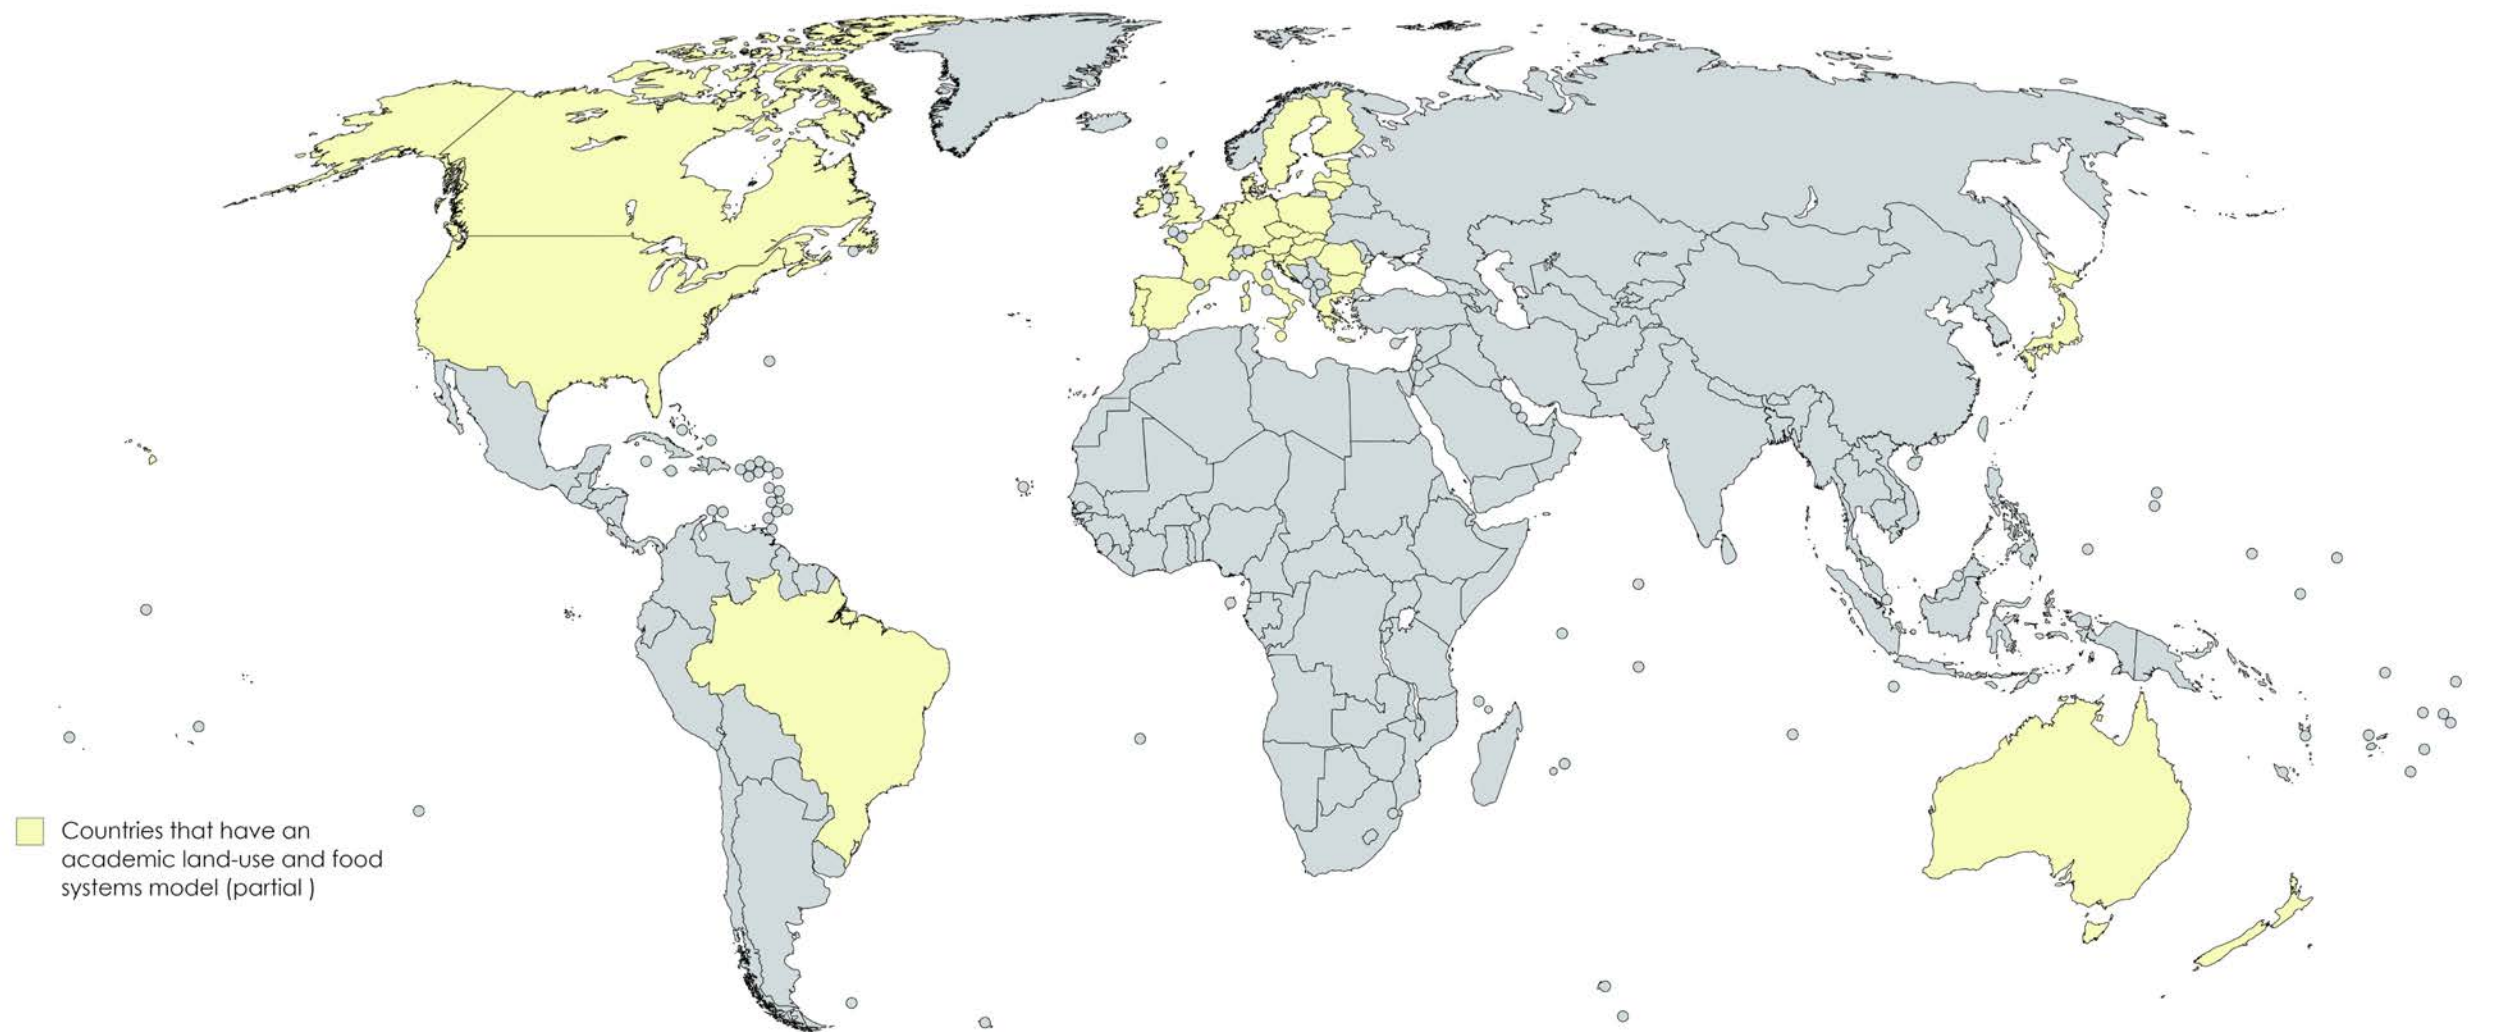 Countries that have an
academic land-use and food
systems model (partial )